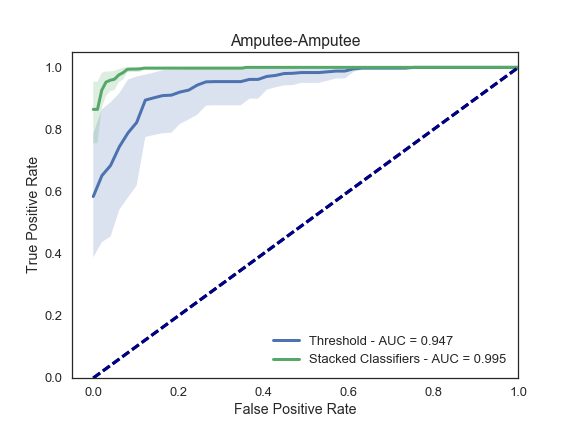 Amputee-Amputee
True Positive Rate
1.0
0.8
0.6
0.4
0.2
0.0
Threshold - AUC = 0.947
Stacked Classifiers - AUC = 0.995
0.0 0.2 0.4 0.6 0.8 1.0
False Positive Rate